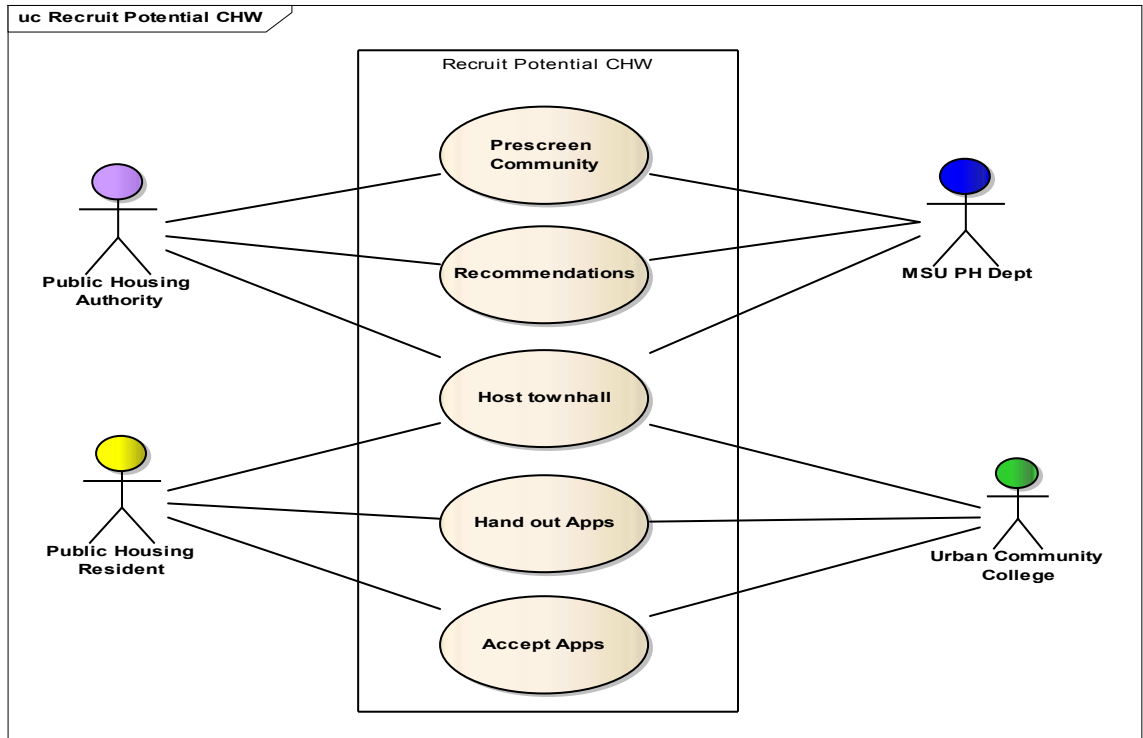 uc Recruit Potential CHW
Recruit Potential CHW
Prescreen
Community
Public Housing
Authority
Recommendations
MSU PH Dept
Host townhall
Public Housing
Resident
Hand out Apps
Urban Community
College
Accept Apps